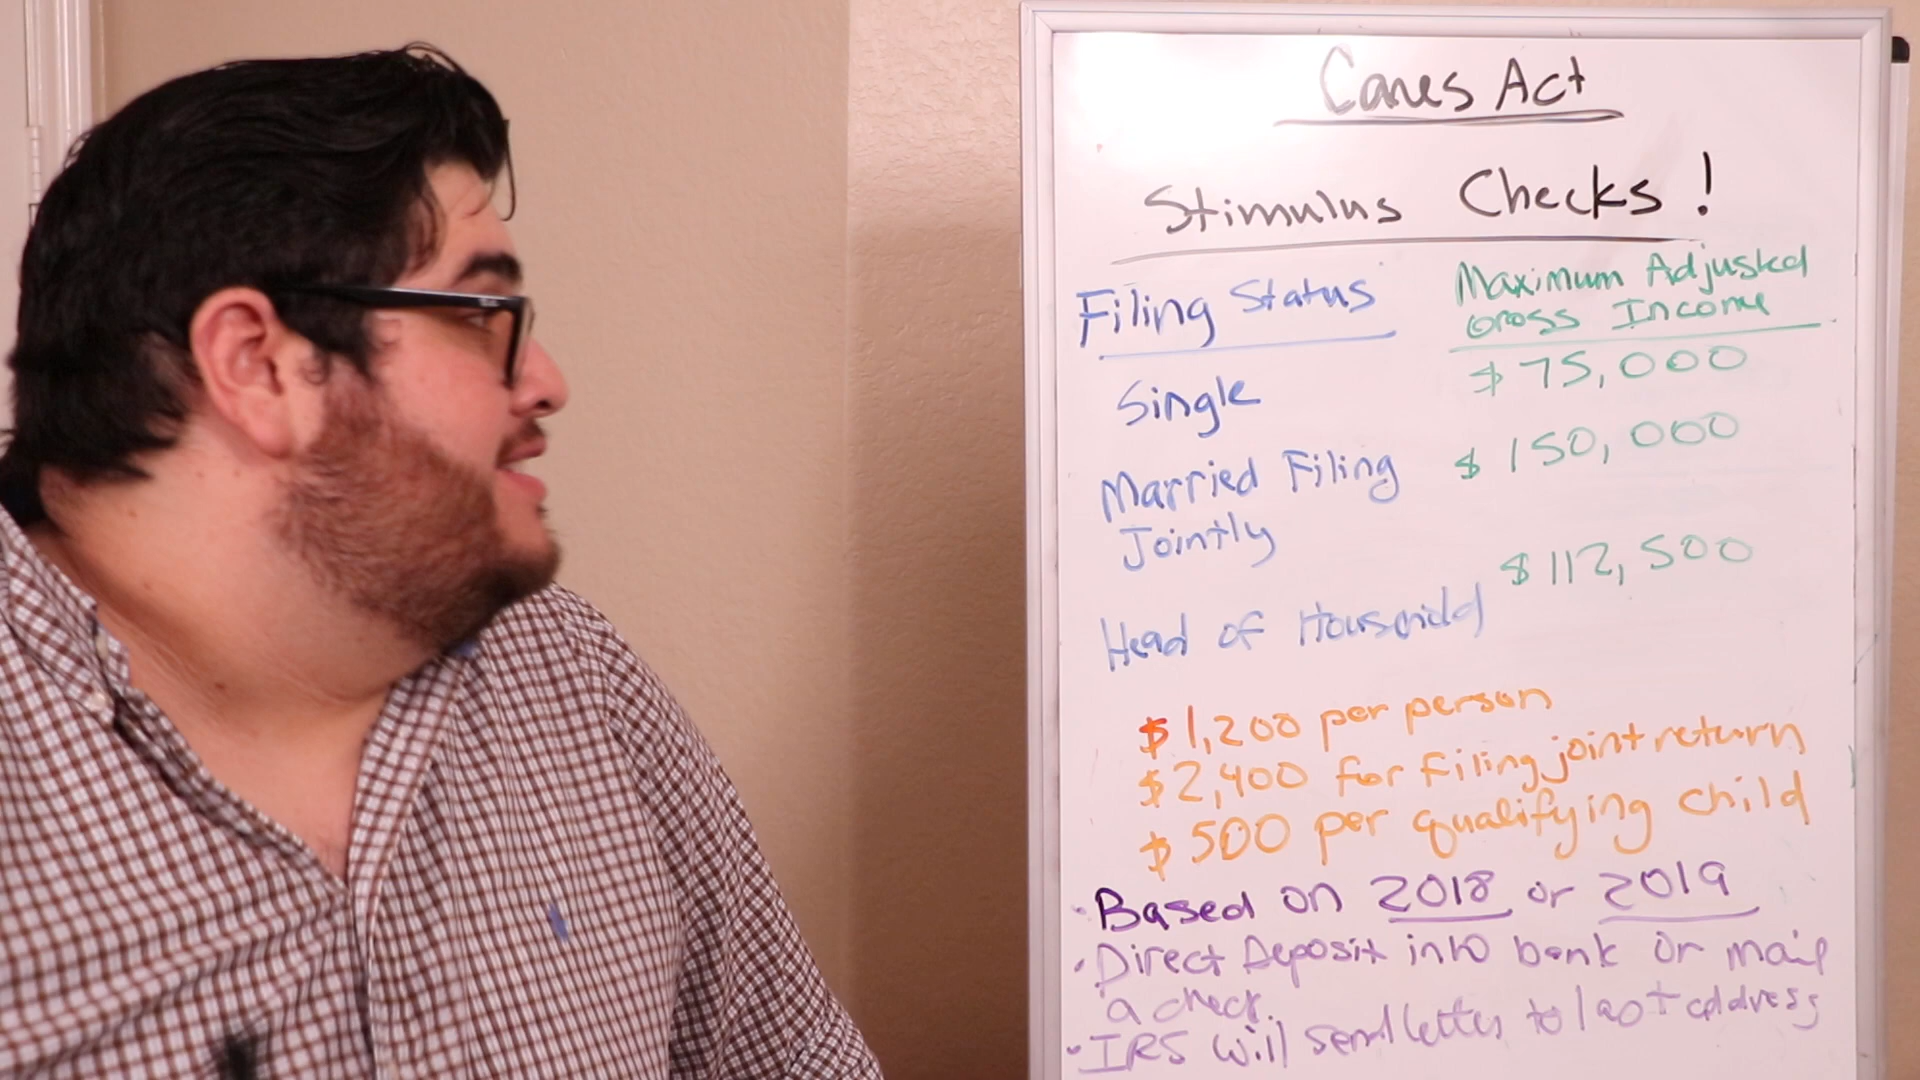 Cares Act
Stimulus Checks!
Filing Status
Maximum Adjusted
Gross Income
Single
$75,000
Married Filing
Jointly
$150,000
Head of Household
$112,500
$1,200 per person
$2,400 for filing joint return
$500 per qualifying child
• Based on 2018 or 2019
• Direct Deposit into bank or mail
a check.
• IRS will send letter to last address